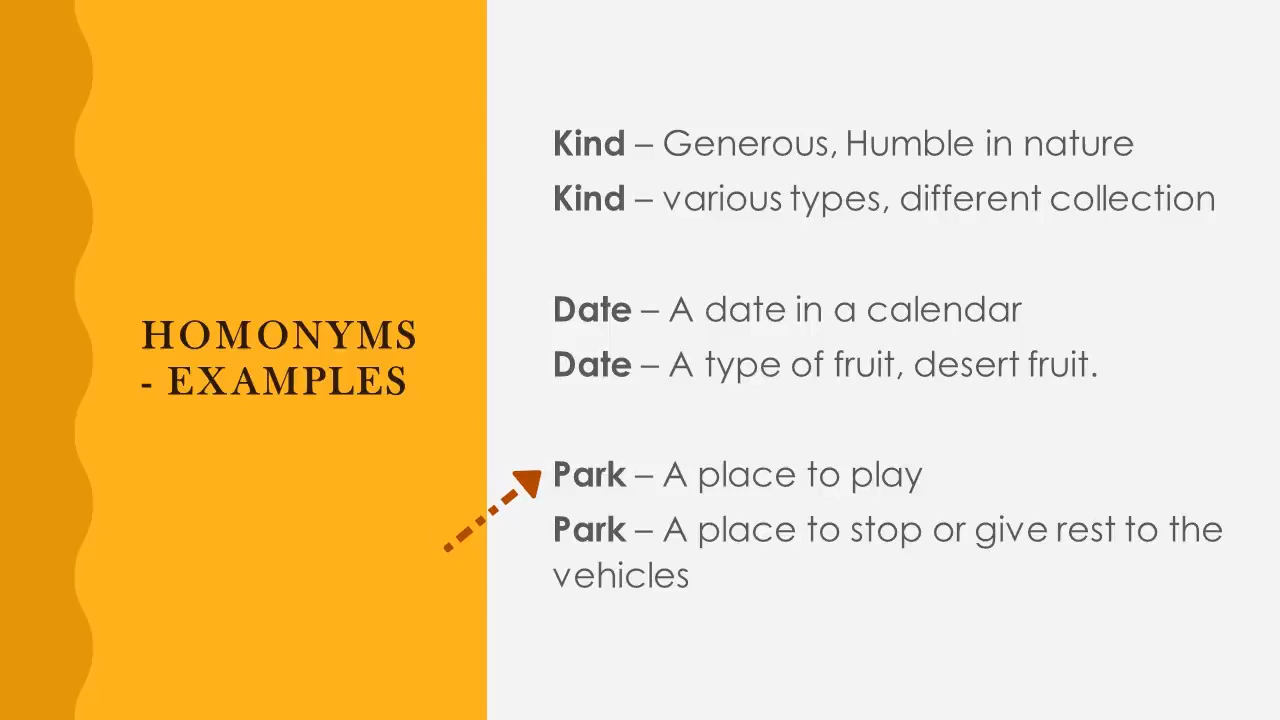 HOMONYMS
- EXAMPLES
Kind – Generous, Humble in nature
Kind – various types, different collection
Date – A date in a calendar
Date – A type of fruit, desert fruit.
Park – A place to play
Park – A place to stop or give rest to the
vehicles